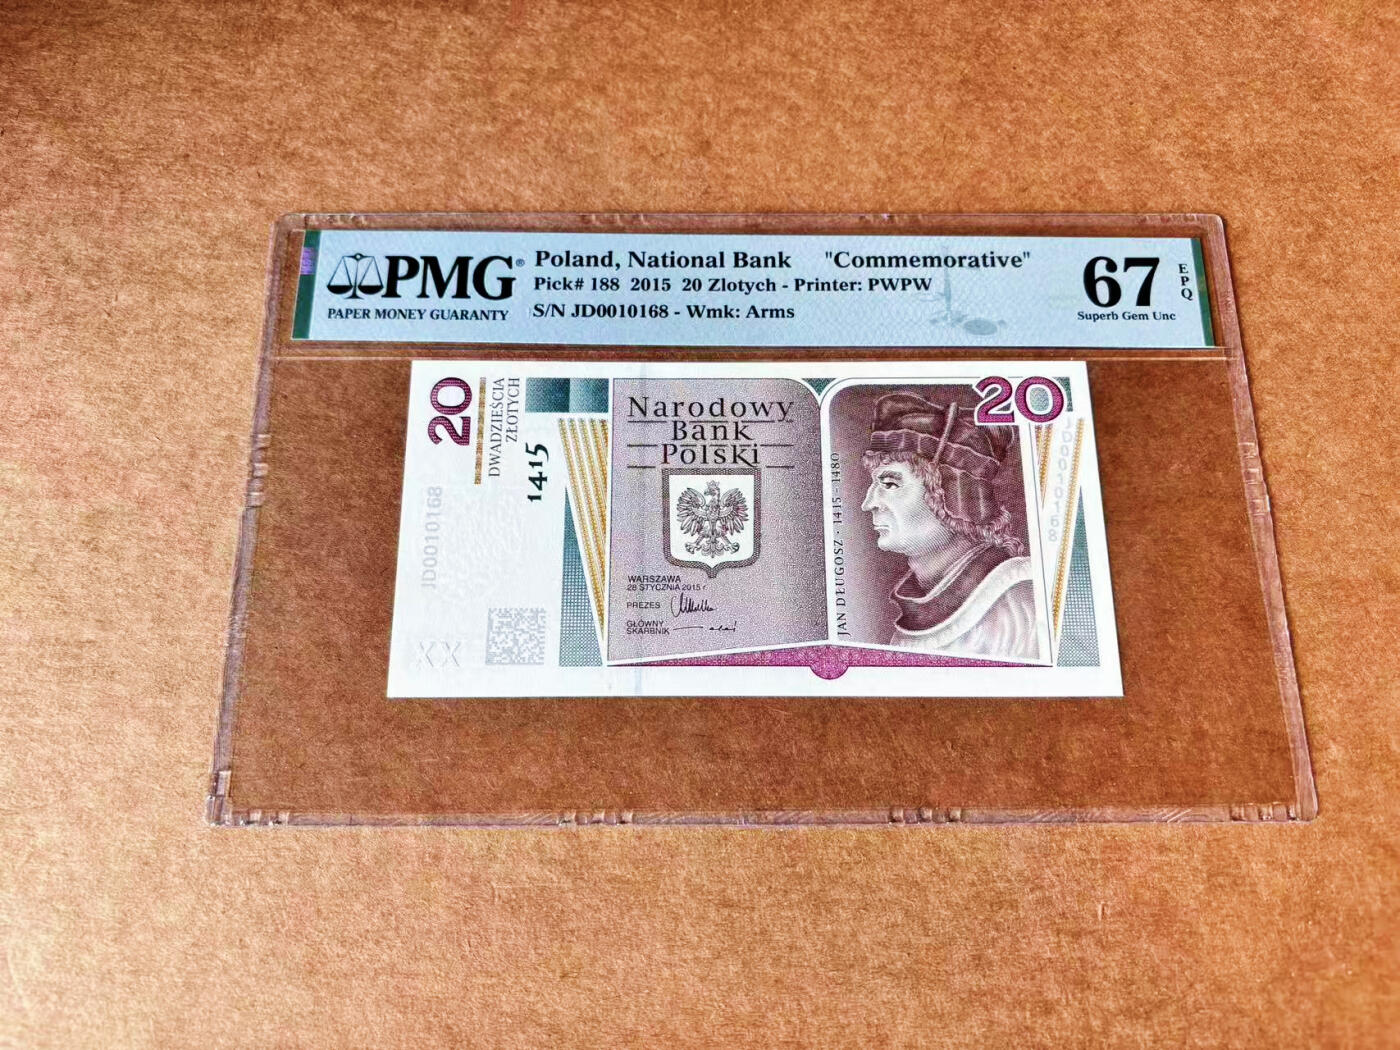 PMG®
PAPER MONEY GUARANTY
Poland, National Bank "Commemorative"
Pick# 188 2015 20 Zlotych - Printer: PWPW
S/N JD0010168 - Wmk: Arms
67
EPQ
Superb Gem Unc
20
DWADZIEŚCIA
ZŁOTYCH
1415
JD0010168
XX
Narodowy
Bank
Polski
WARSZAWA
28 STYCZNIA 2015 r
PREZES
GŁÓWNY
SKARBNIK
JAN DŁUGOSZ · 1415 - 1480
20
JD0010168